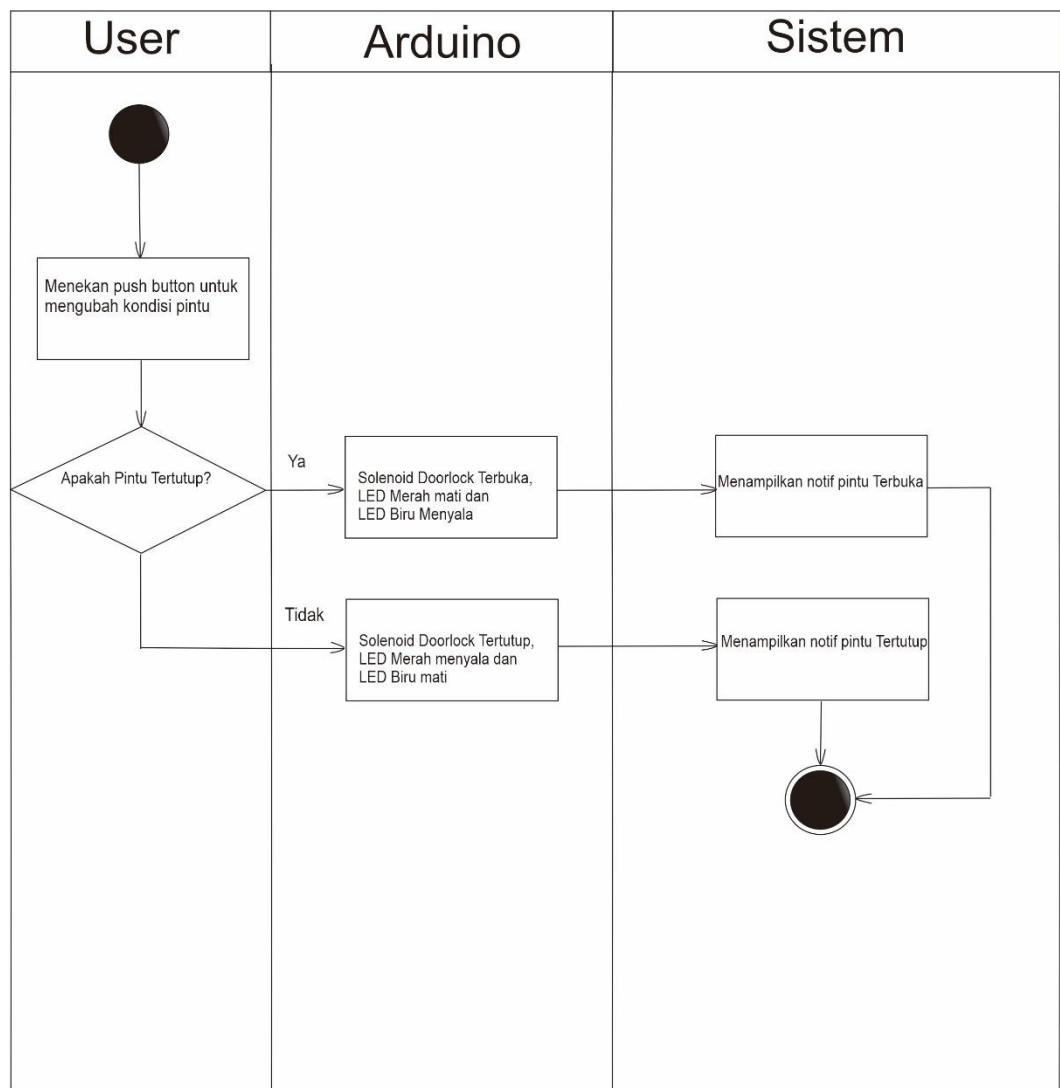 User
Arduino
Sistem
Menekan push button untuk
mengubah kondisi pintu
Apakah Pintu Tertutup?
Ya
Solenoid Doorlock Terbuka,
LED Merah mati dan
LED Biru Menyala
Menampilkan notif pintu Terbuka
Tidak
Solenoid Doorlock Tertutup,
LED Merah menyala dan
LED Biru mati
Menampilkan notif pintu Tertutup